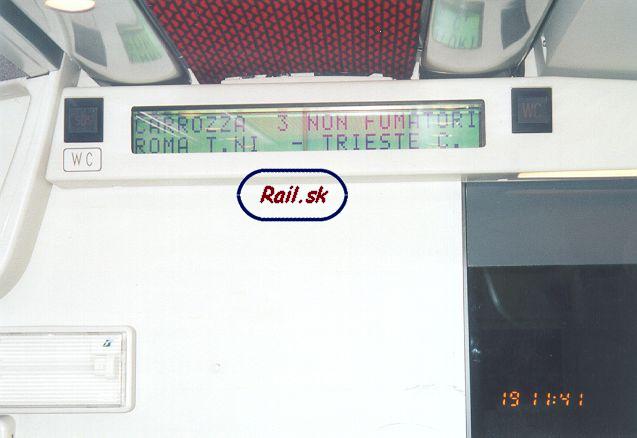 CARROZZA 3 NON FUMATORI
ROMA T.NI - TRIESTE C.
WC
WC
Rail.sk
19 11:41